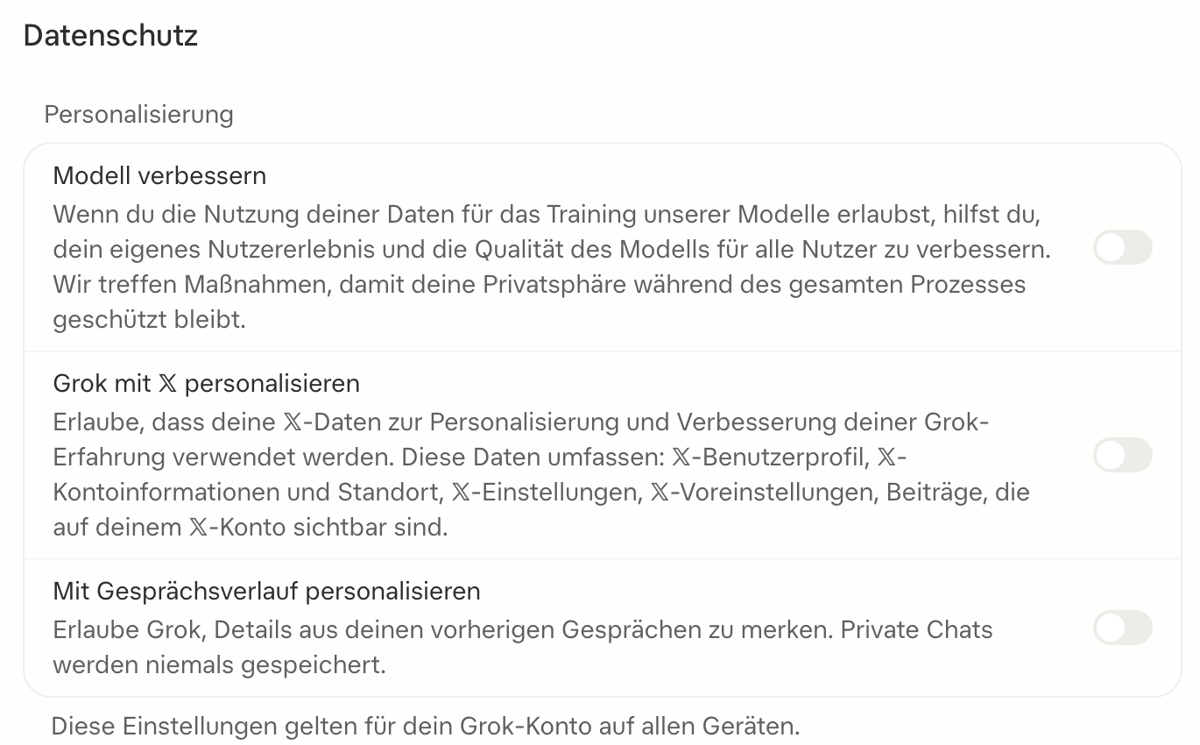 Datenschutz
Personalisierung
Modell verbessern
Wenn du die Nutzung deiner Daten für das Training unserer Modelle erlaubst, hilfst du,
dein eigenes Nutzererlebnis und die Qualität des Modells für alle Nutzer zu verbessern.
Wir treffen Maßnahmen, damit deine Privatsphäre während des gesamten Prozesses
geschützt bleibt.
Grok mit 𝕏 personalisieren
Erlaube, dass deine 𝕏-Daten zur Personalisierung und Verbesserung deiner Grok-
Erfahrung verwendet werden. Diese Daten umfassen: 𝕏-Benutzerprofil, 𝕏-
Kontoinformationen und Standort, 𝕏-Einstellungen, 𝕏-Voreinstellungen, Beiträge, die
auf deinem 𝕏-Konto sichtbar sind.
Mit Gesprächsverlauf personalisieren
Erlaube Grok, Details aus deinen vorherigen Gesprächen zu merken. Private Chats
werden niemals gespeichert.
Diese Einstellungen gelten für dein Grok-Konto auf allen Geräten.